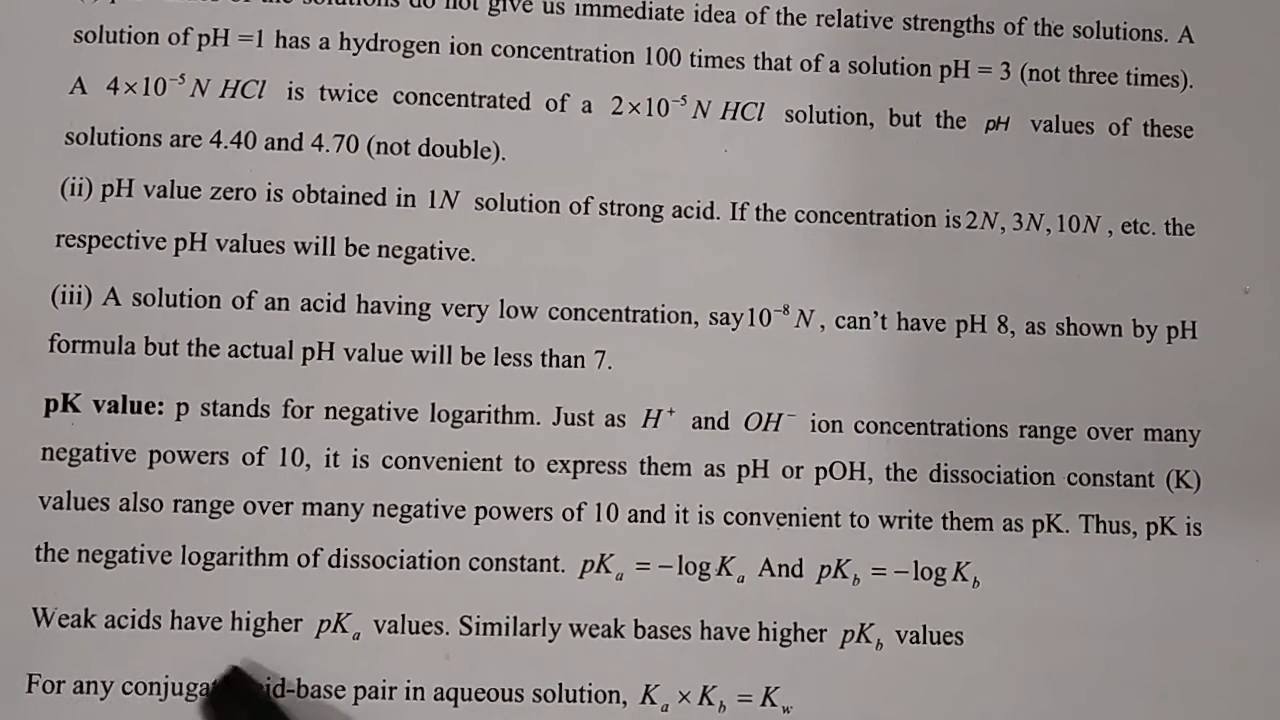 solutions do not give us immediate idea of the relative strengths of the solutions. A
solution of pH =1 has a hydrogen ion concentration 100 times that of a solution pH = 3 (not three times).
A 4×10⁻⁵ N HCl is twice concentrated of a 2×10⁻⁵ N HCl solution, but the pH values of these
solutions are 4.40 and 4.70 (not double).
(ii) pH value zero is obtained in 1N solution of strong acid. If the concentration is 2N, 3N, 10N , etc. the
respective pH values will be negative.
(iii) A solution of an acid having very low concentration, say 10⁻⁸ N , can't have pH 8, as shown by pH
formula but the actual pH value will be less than 7.
pK value: p stands for negative logarithm. Just as H⁺ and OH⁻ ion concentrations range over many
negative powers of 10, it is convenient to express them as pH or pOH, the dissociation constant (K)
values also range over many negative powers of 10 and it is convenient to write them as pK. Thus, pK is
the negative logarithm of dissociation constant. pKₐ = −log Kₐ And pK_b = −log K_b
Weak acids have higher pKₐ values. Similarly weak bases have higher pK_b values
For any conjugat id-base pair in aqueous solution, Kₐ × K_b = K_w